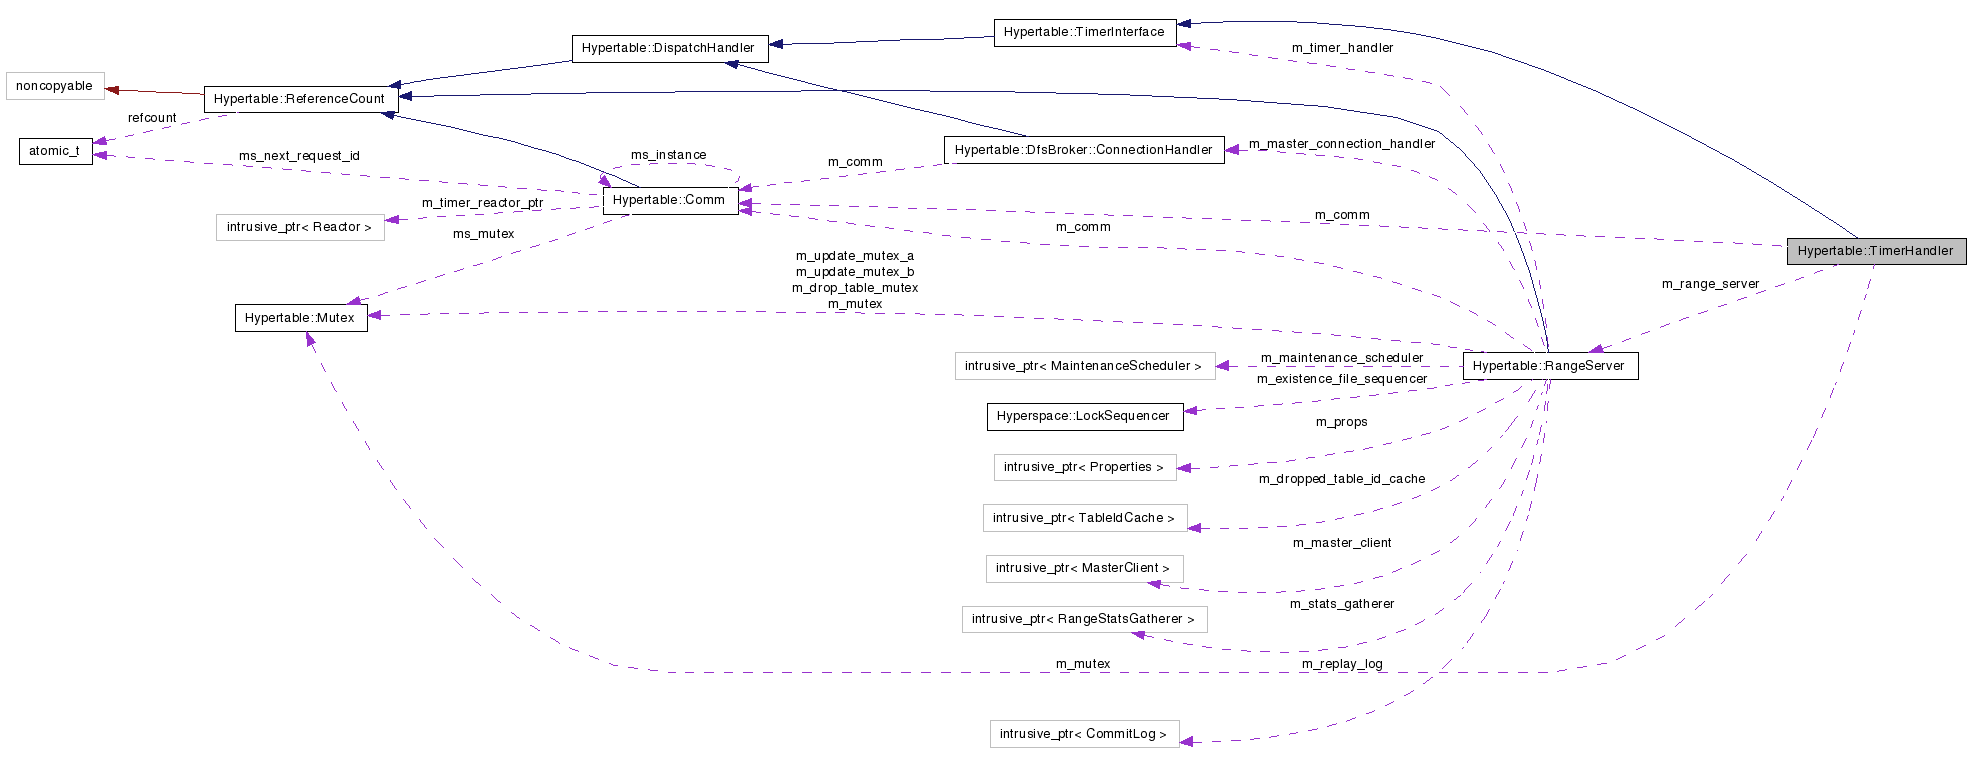 Hypertable::TimerInterface
m_timer_handler
Hypertable::DispatchHandler
noncopyable
Hypertable::ReferenceCount
refcount
atomic_t
ms_next_request_id
ms_instance
m_comm
Hypertable::DfsBroker::ConnectionHandler
m_master_connection_handler
Hypertable::Comm
m_timer_reactor_ptr
intrusive_ptr< Reactor >
ms_mutex
m_comm
m_comm
Hypertable::TimerHandler
m_update_mutex_a
m_update_mutex_b
m_drop_table_mutex
m_mutex
m_range_server
Hypertable::Mutex
m_maintenance_scheduler
intrusive_ptr< MaintenanceScheduler >
Hypertable::RangeServer
m_existence_file_sequencer
Hyperspace::LockSequencer
m_props
intrusive_ptr< Properties >
m_dropped_table_id_cache
intrusive_ptr< TableIdCache >
m_master_client
intrusive_ptr< MasterClient >
m_stats_gatherer
intrusive_ptr< RangeStatsGatherer >
m_mutex
m_replay_log
intrusive_ptr< CommitLog >